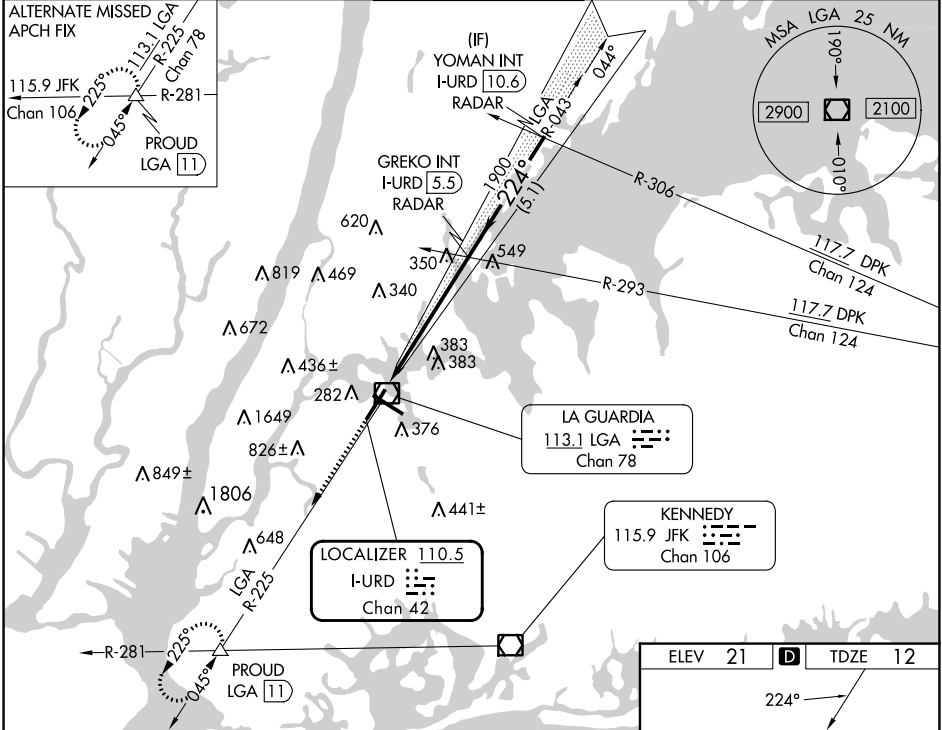 ALTERNATE MISSED
APCH FIX
113.1 LGA
R-225
Chan 78
115.9 JFK
Chan 106
R-281
225°
045°
PROUD
LGA 11
(IF)
YOMAN INT
I-URD 10.6
RADAR
LGA
R-043
044°
MSA LGA 25 NM
190°
2900
2100
010°
GREKO INT
I-URD 5.5
RADAR
1900
224°
(5.1)
R-306
117.7 DPK
Chan 124
R-293
117.7 DPK
Chan 124
620
350
549
819
469
340
672
383
383
436±
282
1649
376
826±
849±
1806
441±
648
LA GUARDIA
113.1 LGA
Chan 78
KENNEDY
115.9 JFK
Chan 106
LOCALIZER 110.5
I-URD
Chan 42
LGA
R-225
R-281
225°
045°
PROUD
LGA 11
ELEV 21 D TDZE 12
224°